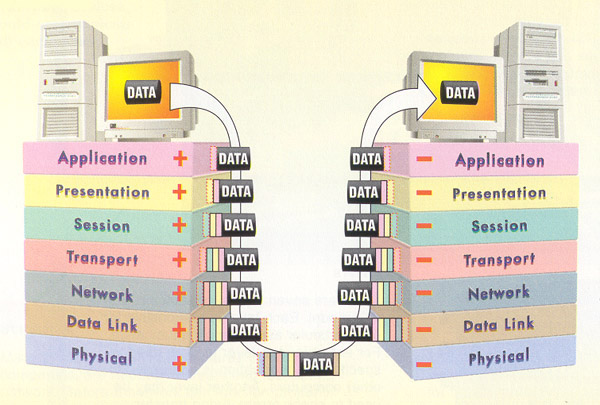 DATA
DATA
Application + DATA
Presentation + DATA
Session + DATA
Transport + DATA
Network + DATA
Data Link + DATA
Physical +
DATA
DATA − Application
DATA − Presentation
DATA − Session
DATA − Transport
DATA − Network
DATA − Data Link
− Physical